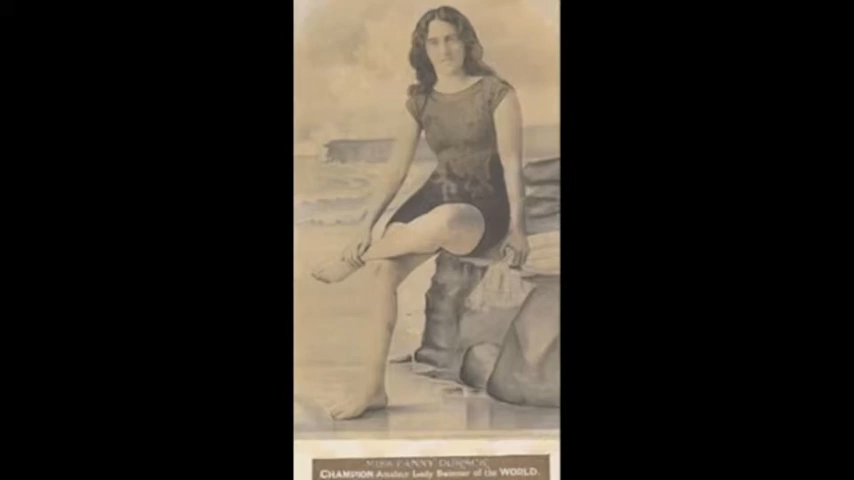 MISS FANNY DURACK
CHAMPION Amateur Lady Swimmer of the WORLD.